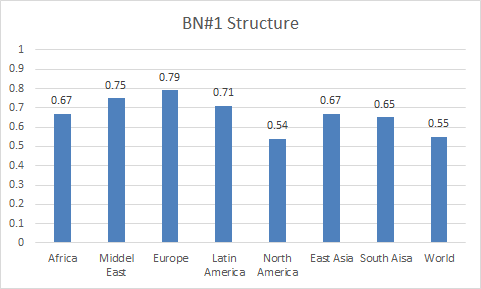 BN#1 Structure
1
0.9
0.8
0.7
0.6
0.5
0.4
0.3
0.2
0.1
0
0.67
0.75
0.79
0.71
0.54
0.67
0.65
0.55
Africa
Middel
East
Europe
Latin
America
North
America
East Asia
South Aisa
World